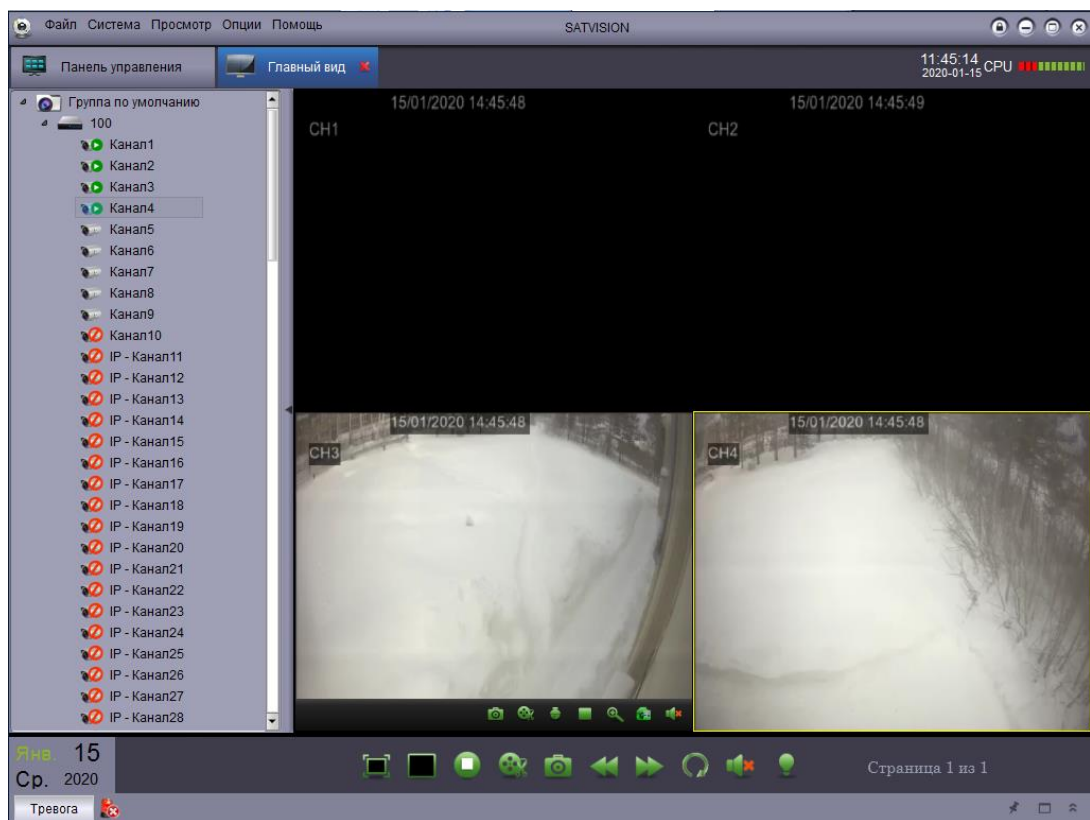 Файл Система Просмотр Опции Помощь
SATVISION
Панель управления
Главный вид
11:45:14
2020-01-15
CPU
Группа по умолчанию
100
Канал1
Канал2
Канал3
Канал4
Канал5
Канал6
Канал7
Канал8
Канал9
Канал10
IP - Канал11
IP - Канал12
IP - Канал13
IP - Канал14
IP - Канал15
IP - Канал16
IP - Канал17
IP - Канал18
IP - Канал19
IP - Канал20
IP - Канал21
IP - Канал22
IP - Канал23
IP - Канал24
IP - Канал25
IP - Канал26
IP - Канал27
IP - Канал28
15/01/2020 14:45:48
CH1
15/01/2020 14:45:49
CH2
15/01/2020 14:45:48
CH3
15/01/2020 14:45:48
CH4
Янв. 15
Ср. 2020
Страница 1 из 1
Тревога